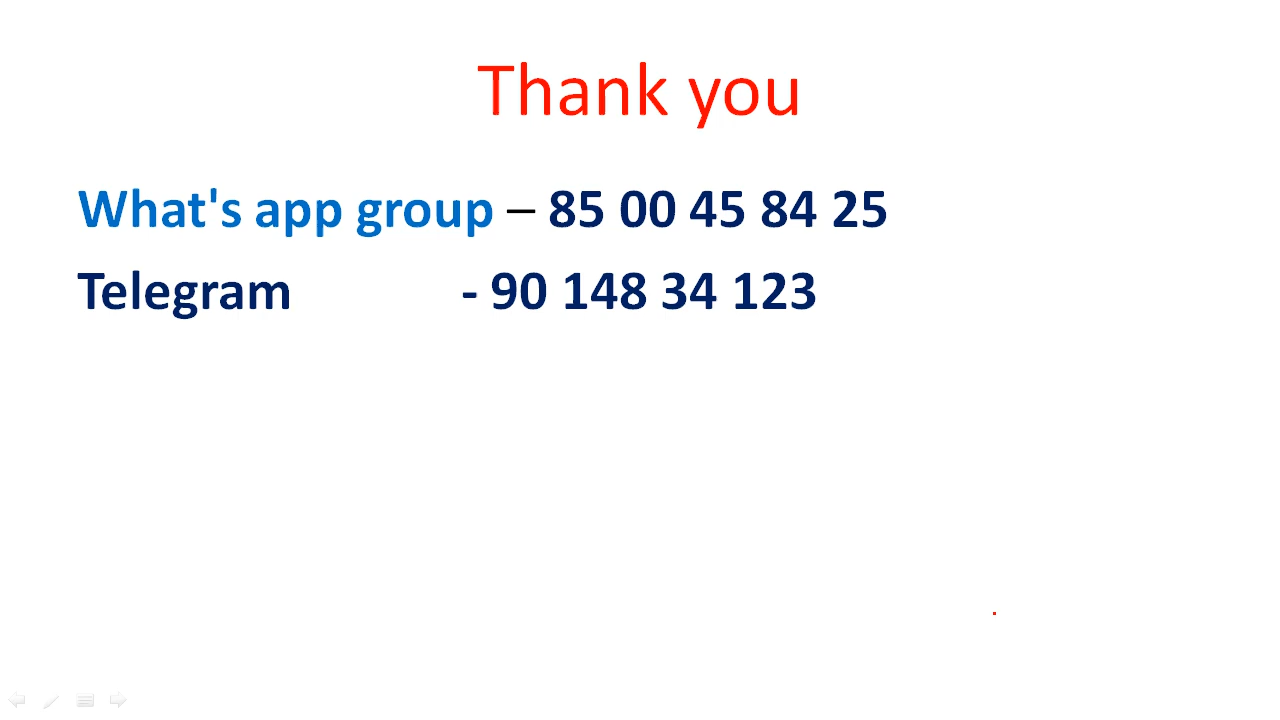 Thank you
What's app group – 85 00 45 84 25
Telegram - 90 148 34 123